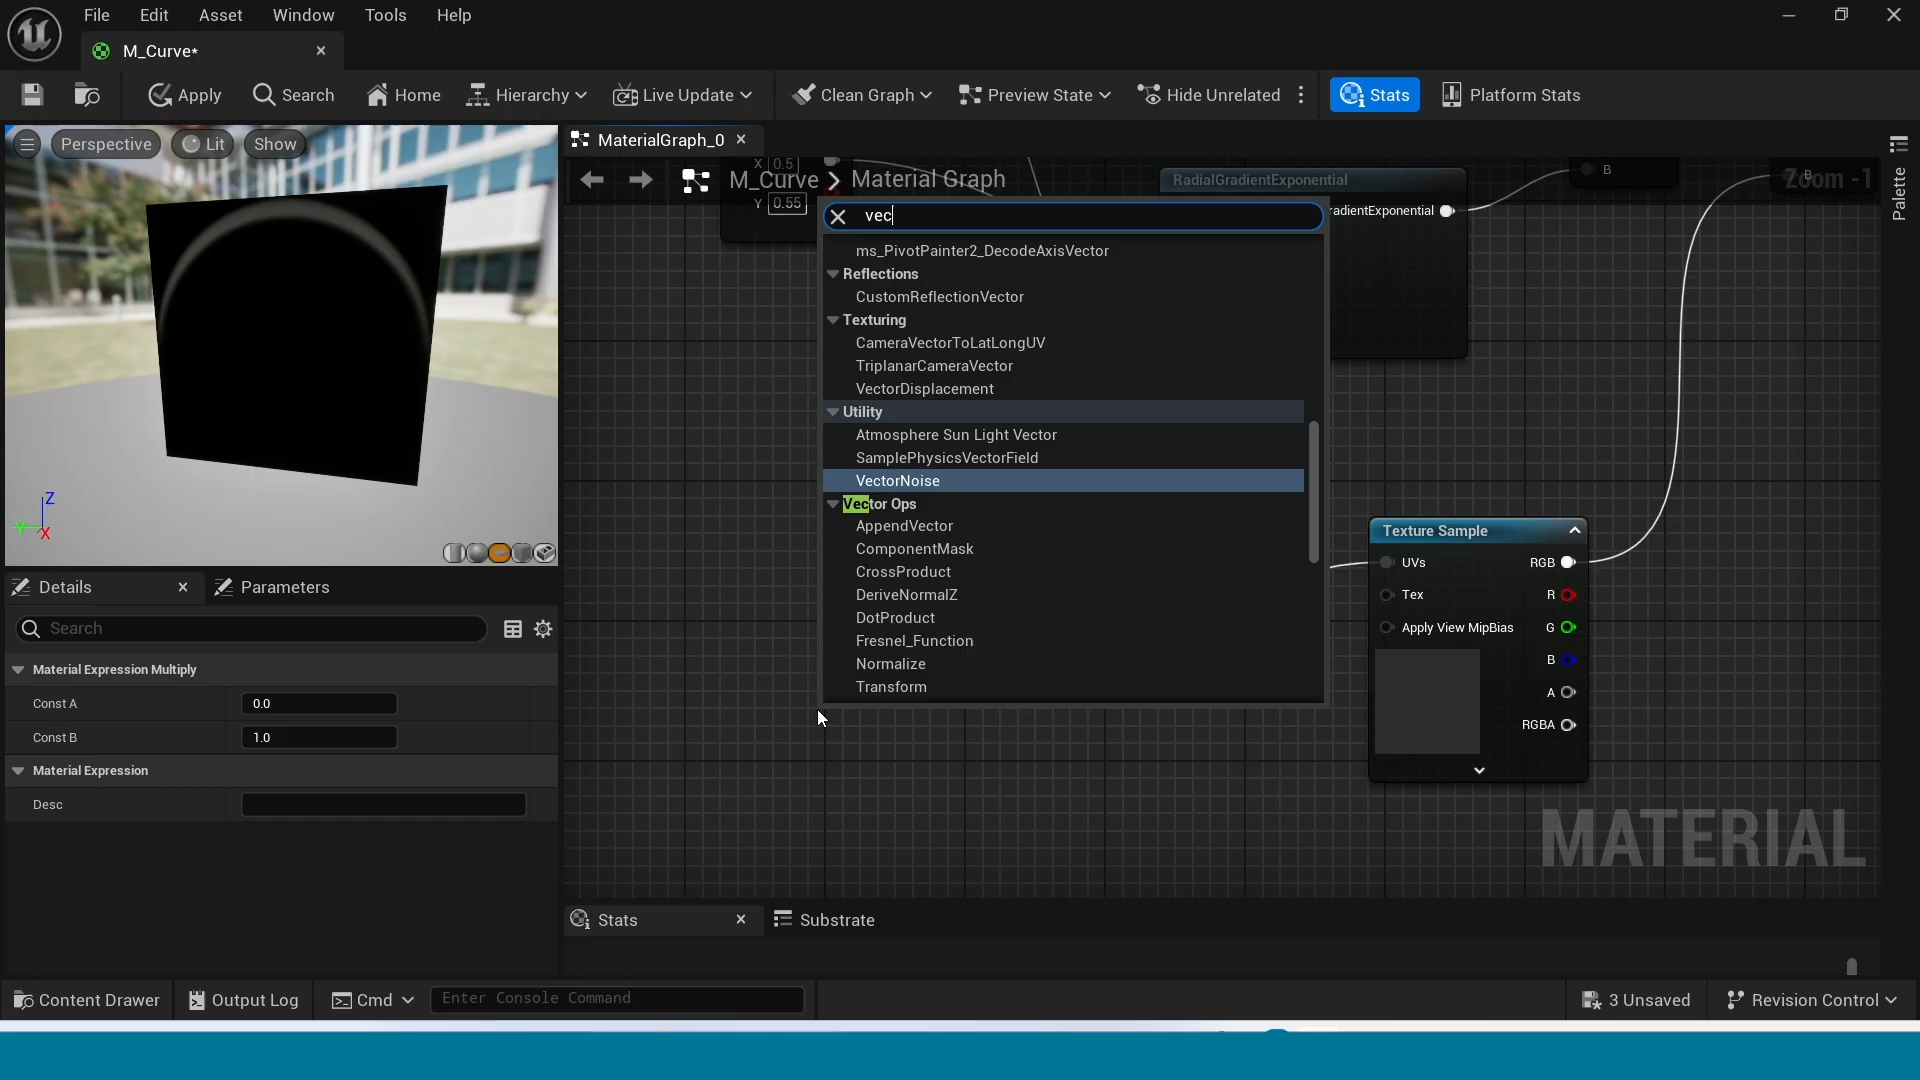 File Edit Asset Window Tools Help
M_Curve*
Apply Search Home Hierarchy Live Update Clean Graph Preview State Hide Unrelated Stats Platform Stats
Perspective Lit Show
MaterialGraph_0
M_Curve > Material Graph
Zoom -1
Palette
X 0.5
Y 0.55
RadialGradientExponential
radientExponential
B
B
vec
ms_PivotPainter2_DecodeAxisVector
Reflections
CustomReflectionVector
Texturing
CameraVectorToLatLongUV
TriplanarCameraVector
VectorDisplacement
Utility
Atmosphere Sun Light Vector
SamplePhysicsVectorField
VectorNoise
Vector Ops
AppendVector
ComponentMask
CrossProduct
DeriveNormalZ
DotProduct
Fresnel_Function
Normalize
Transform
Texture Sample
UVs RGB
Tex R
Apply View MipBias G
B
A
RGBA
MATERIAL
Z
Y
X
Details Parameters
Search
Material Expression Multiply
Const A 0.0
Const B 1.0
Material Expression
Desc
Stats Substrate
Content Drawer Output Log Cmd Enter Console Command 3 Unsaved Revision Control